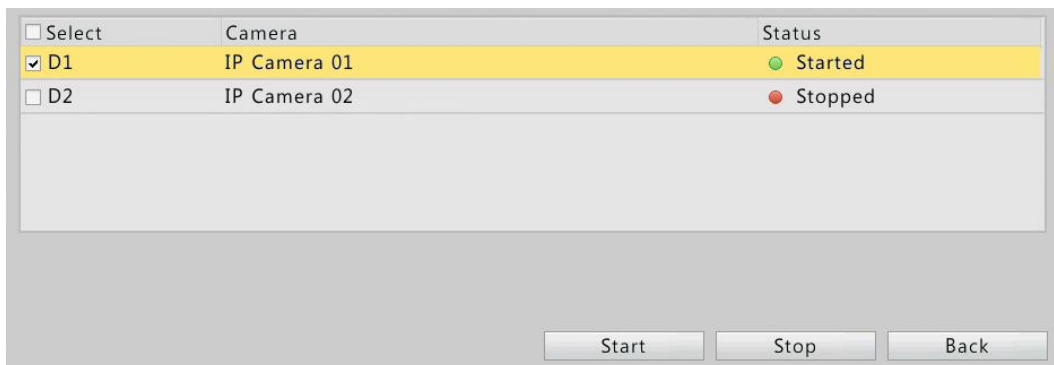 Select Camera Status
D1 IP Camera 01 Started
D2 IP Camera 02 Stopped
Start Stop Back